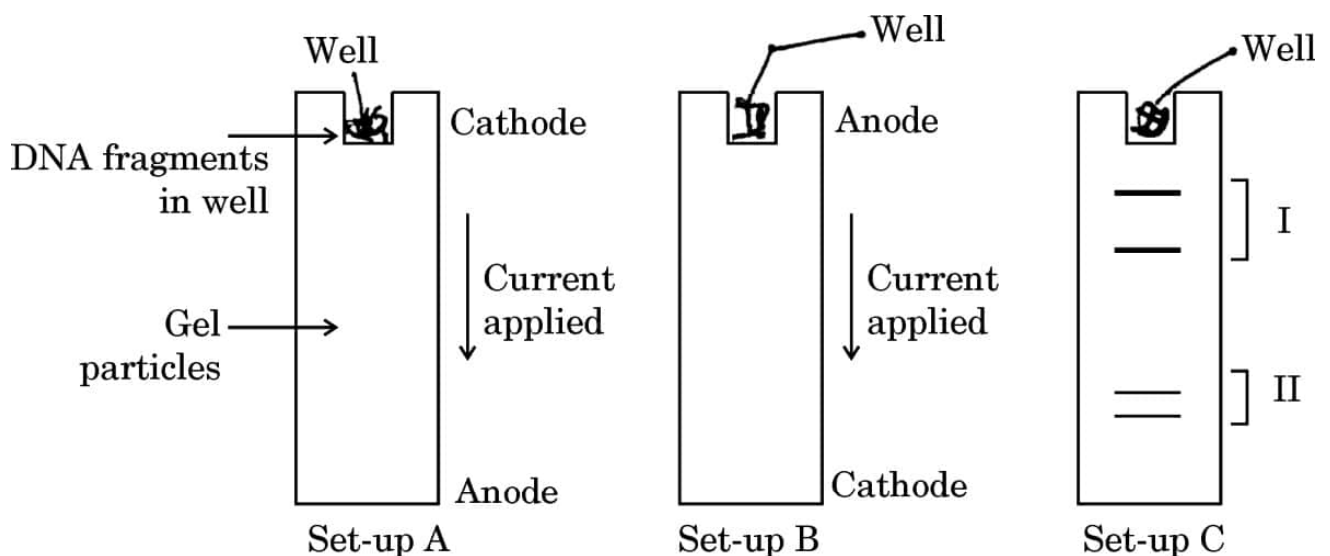 Well
Cathode
DNA fragments
in well
Current
applied
Gel
particles
Anode
Set-up A
Well
Anode
Current
applied
Cathode
Set-up B
Well
I
II
Set-up C